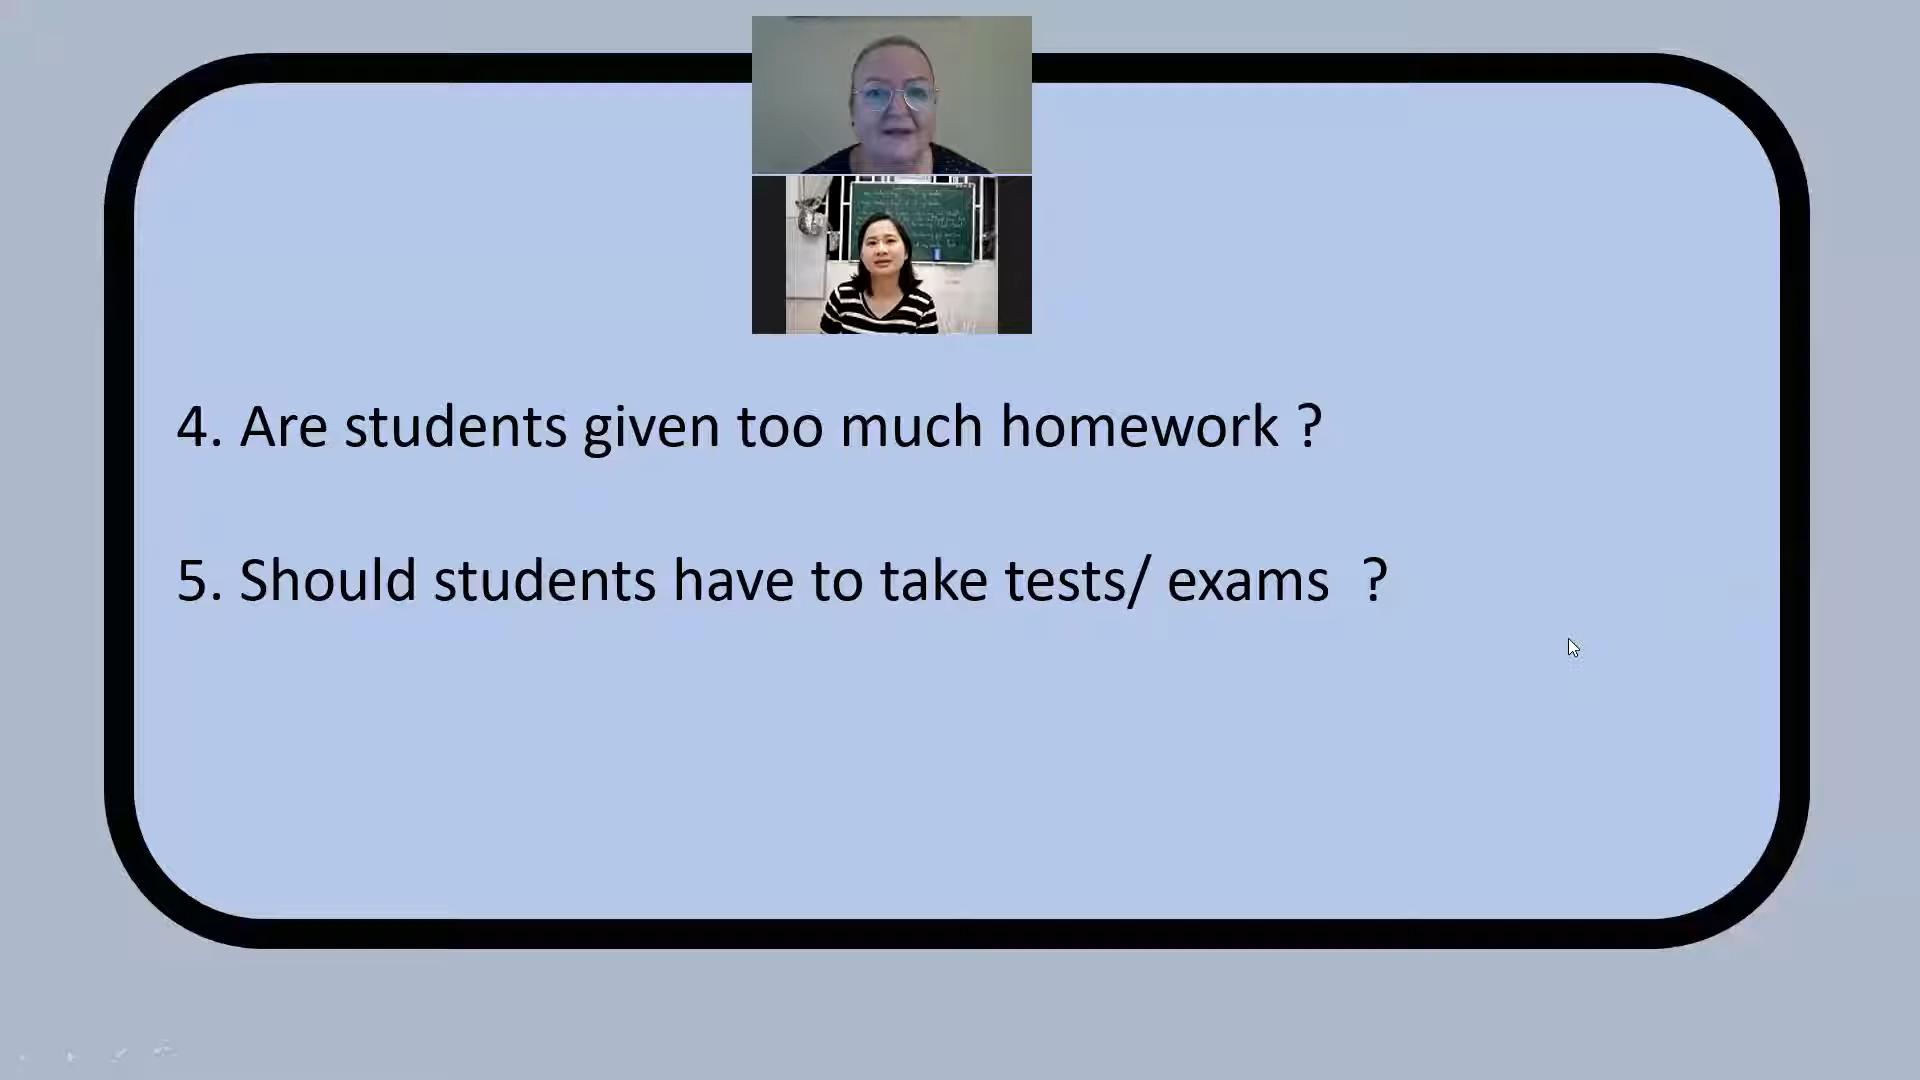 4. Are students given too much homework ?
5. Should students have to take tests/ exams  ?